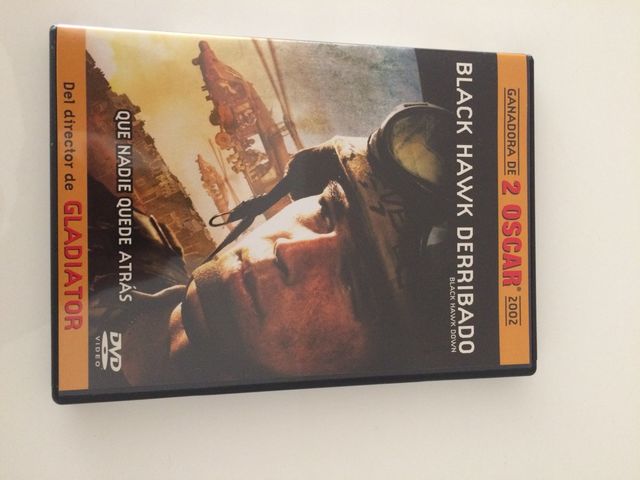 GANADORA DE 2 OSCAR® 2002
BLACK HAWK DERRIBADO
BLACK HAWK DOWN
QUE NADIE QUEDE ATRÁS
DVD
VIDEO
Del director de GLADIATOR